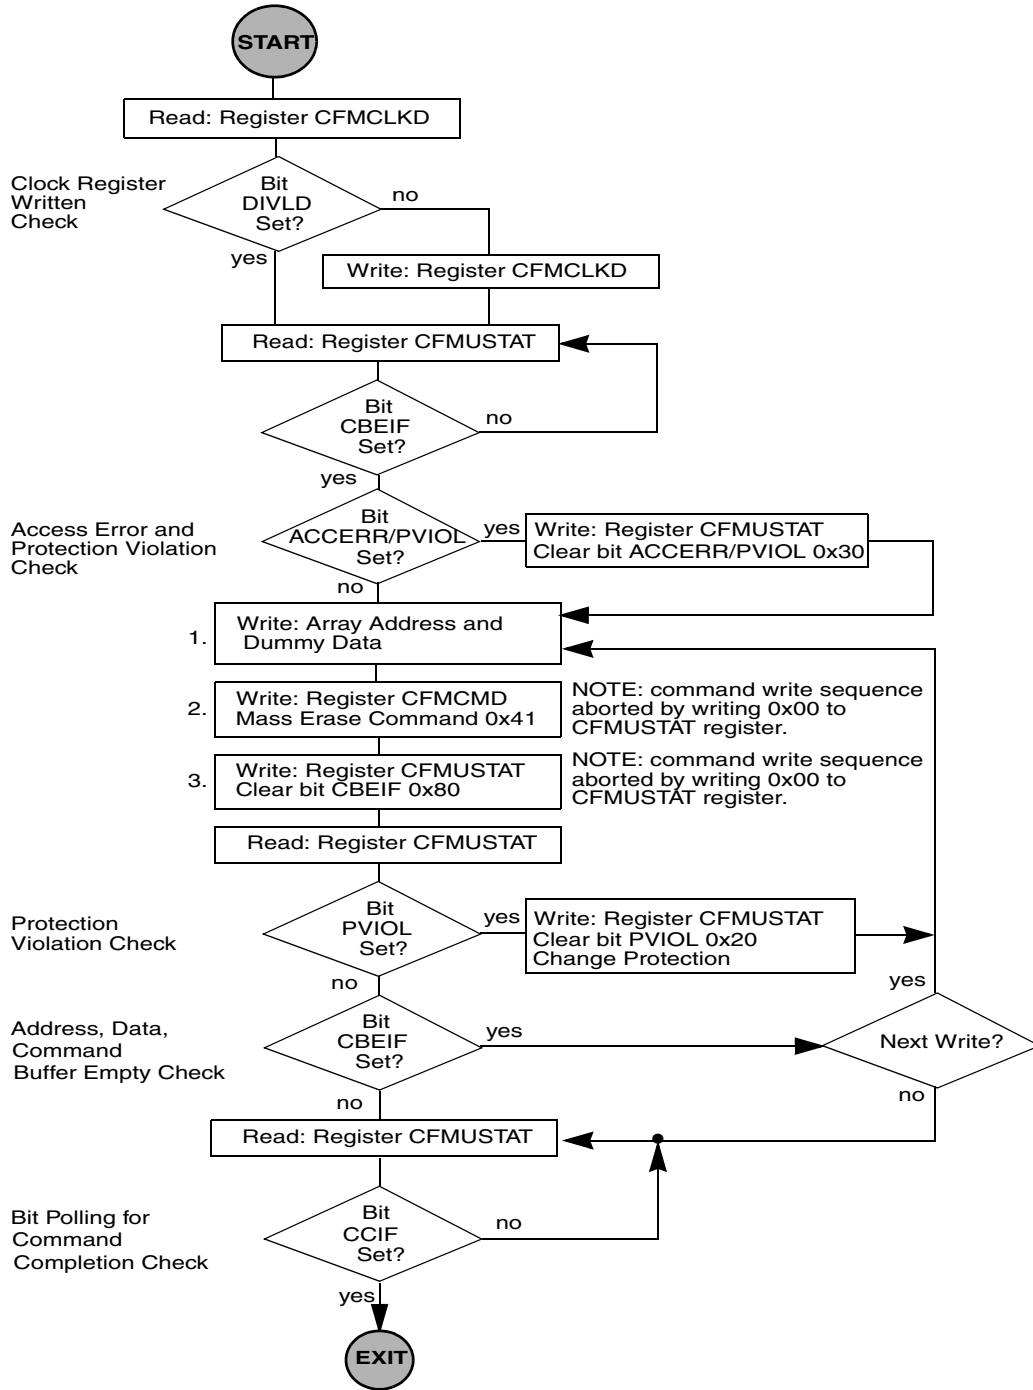 START
Read: Register CFMCLKD
Clock Register
Written
Check
Bit
DIVLD
Set?
no
yes
Write: Register CFMCLKD
Read: Register CFMUSTAT
Bit
CBEIF
Set?
no
yes
Access Error and
Protection Violation
Check
Bit
ACCERR/PVIOL
Set?
yes
Write: Register CFMUSTAT
Clear bit ACCERR/PVIOL 0x30
no
1.
Write: Array Address and
Dummy Data
2.
Write: Register CFMCMD
Mass Erase Command 0x41
NOTE: command write sequence
aborted by writing 0x00 to
CFMUSTAT register.
3.
Write: Register CFMUSTAT
Clear bit CBEIF 0x80
NOTE: command write sequence
aborted by writing 0x00 to
CFMUSTAT register.
Read: Register CFMUSTAT
Protection
Violation Check
Bit
PVIOL
Set?
yes
Write: Register CFMUSTAT
Clear bit PVIOL 0x20
Change Protection
no
yes
Address, Data,
Command
Buffer Empty Check
Bit
CBEIF
Set?
yes
Next Write?
no
no
Read: Register CFMUSTAT
Bit Polling for
Command
Completion Check
Bit
CCIF
Set?
no
yes
EXIT